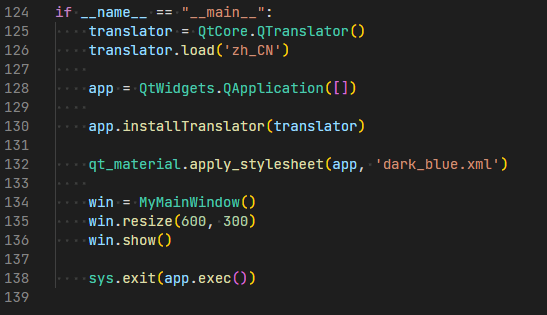 124 if __name__ == "__main__":
125     translator = QtCore.QTranslator()
126     translator.load('zh_CN')
127
128     app = QtWidgets.QApplication([])
129
130     app.installTranslator(translator)
131
132     qt_material.apply_stylesheet(app, 'dark_blue.xml')
133
134     win = MyMainWindow()
135     win.resize(600, 300)
136     win.show()
137
138     sys.exit(app.exec())
139